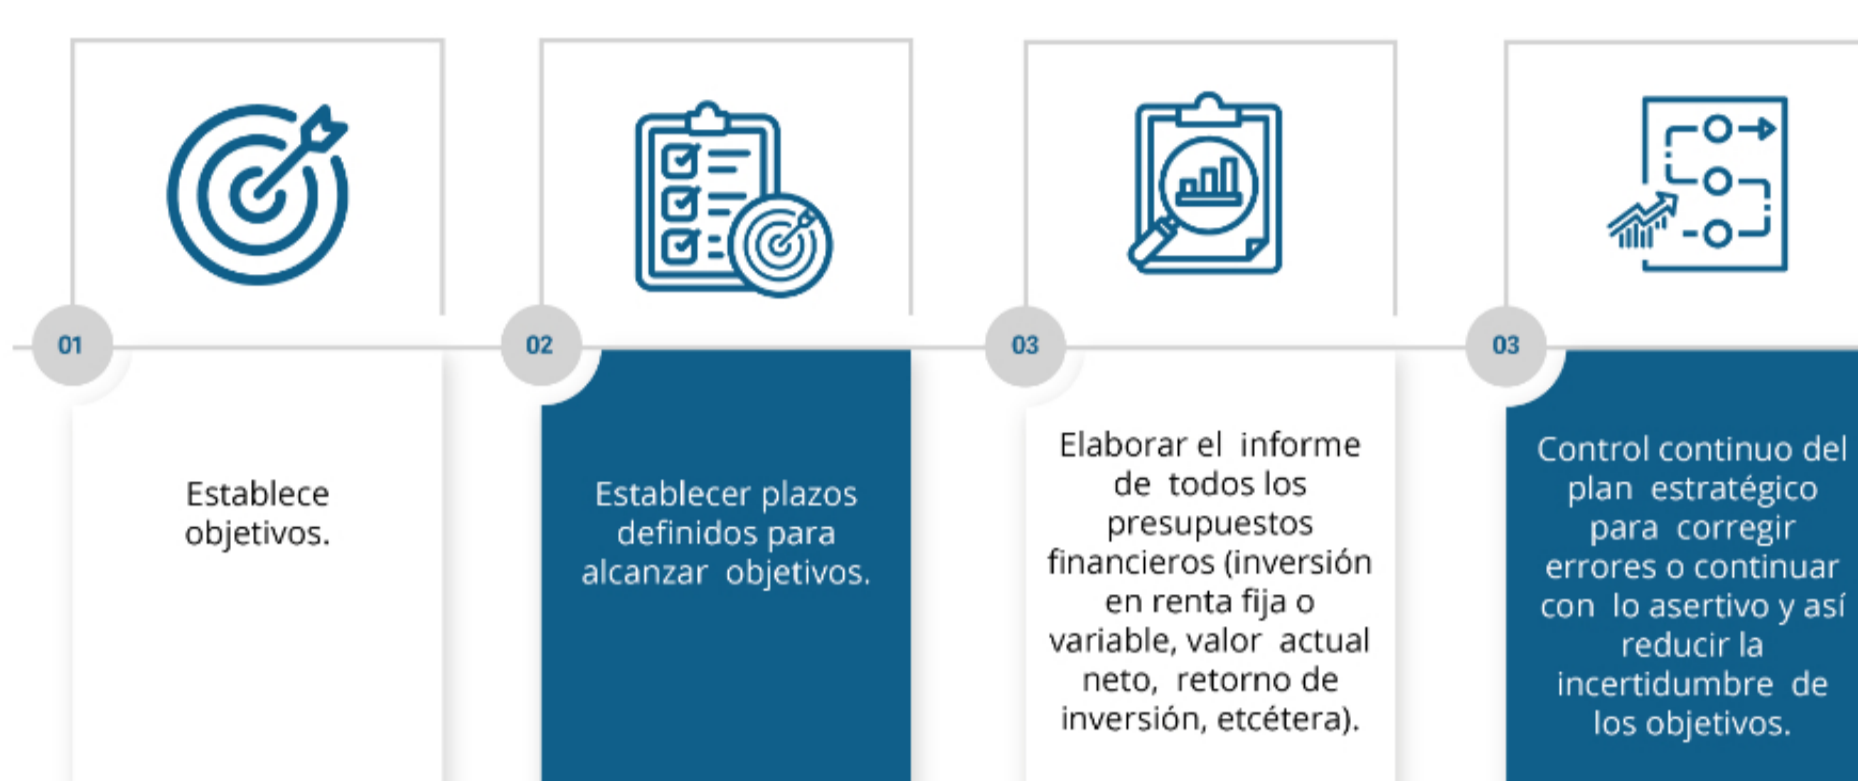 01
Establece
objetivos.
02
Establecer plazos
definidos para
alcanzar objetivos.
03
Elaborar el informe
de todos los
presupuestos
financieros (inversión
en renta fija o
variable, valor actual
neto, retorno de
inversión, etcétera).
03
Control continuo del
plan estratégico
para corregir
errores o continuar
con lo asertivo y así
reducir la
incertidumbre de
los objetivos.